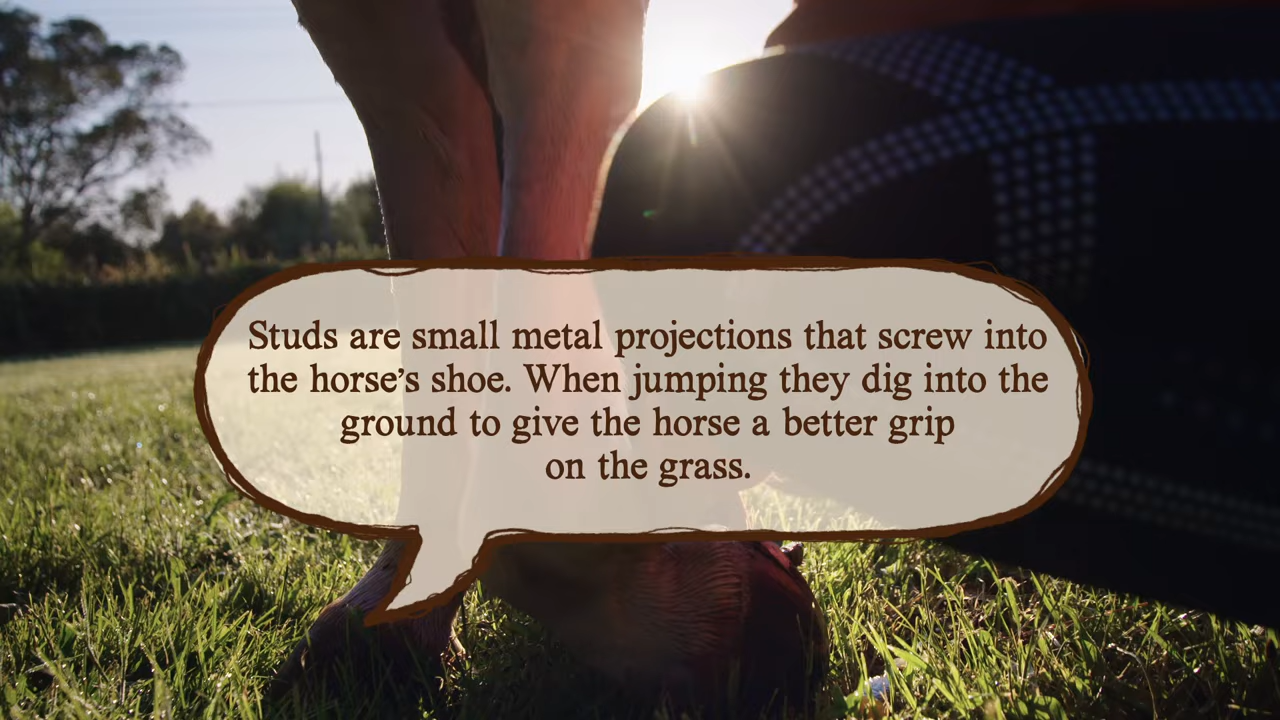 Studs are small metal projections that screw into
the horse’s shoe. When jumping they dig into the
ground to give the horse a better grip
on the grass.